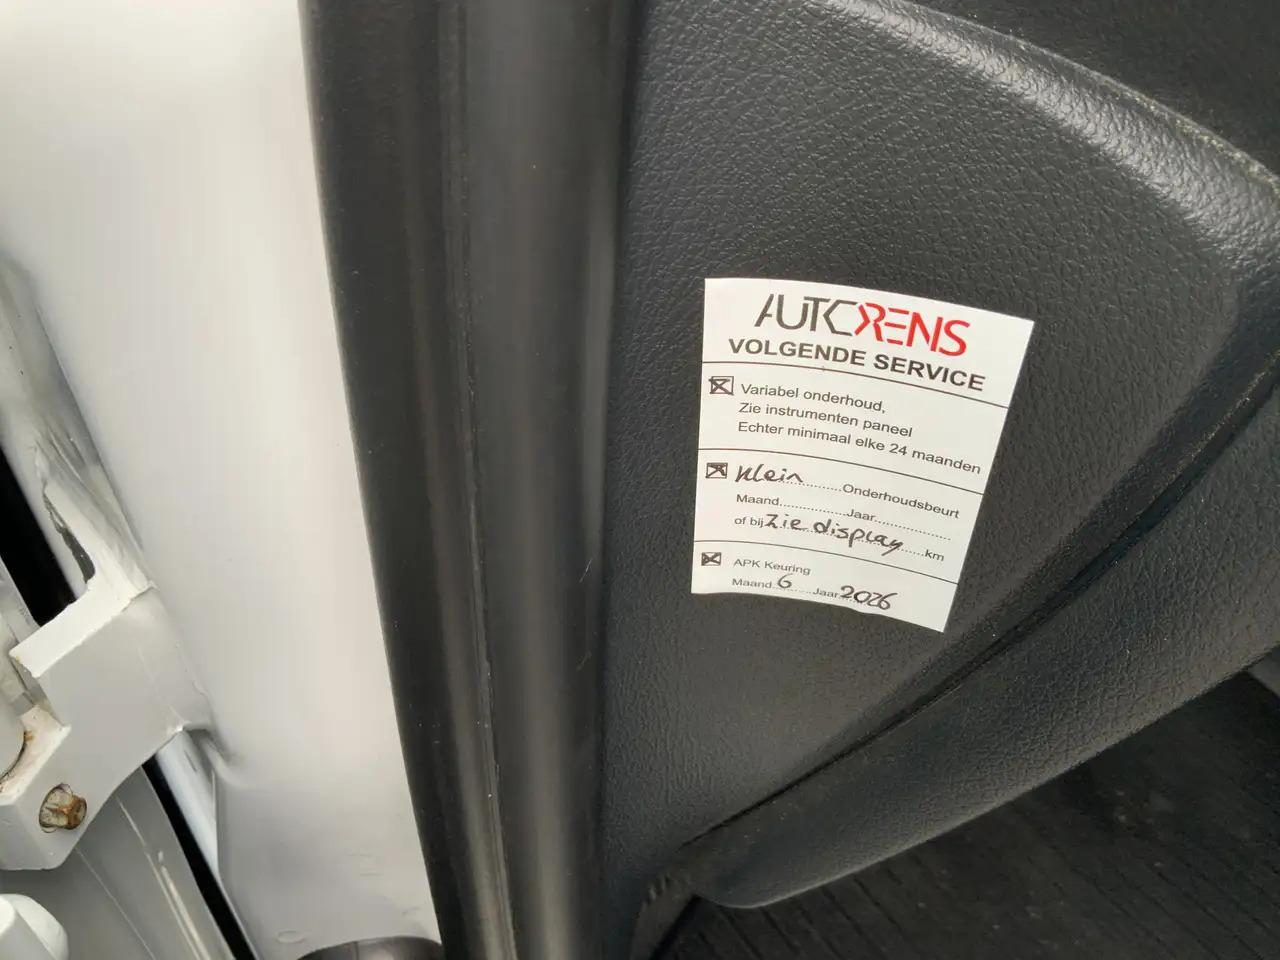 AUTORENS
VOLGENDE SERVICE
Variabel onderhoud,
Zie instrumenten paneel
Echter minimaal elke 24 maanden
Klein..........Onderhoudsbeurt
Maand..................Jaar....................
of bij Zie display......km
APK Keuring
Maand 6......Jaar 2026